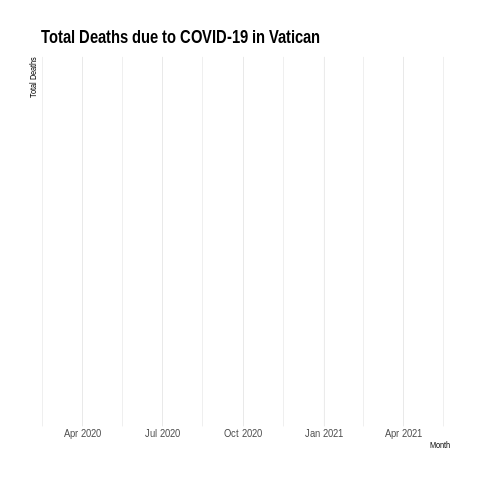 Total Deaths due to COVID-19 in Vatican
Total Deaths
Apr 2020 Jul 2020 Oct 2020 Jan 2021 Apr 2021
Month